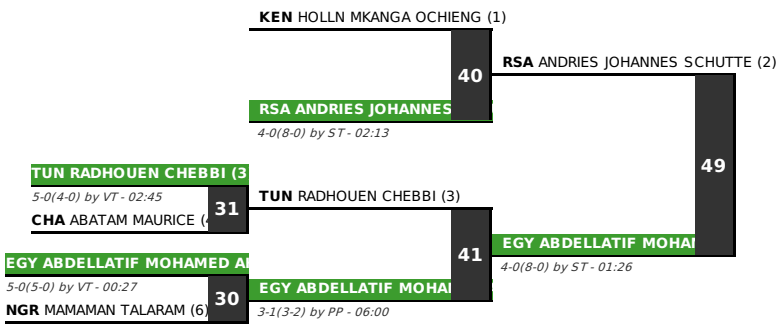 KEN HOLLN MKANGA OCHIENG (1)
40
RSA ANDRIES JOHANNES SCHUTTE (2)
RSA ANDRIES JOHANNES
4-0(8-0) by ST - 02:13
49
TUN RADHOUEN CHEBBI (3
5-0(4-0) by VT - 02:45
31
CHA ABATAM MAURICE (
TUN RADHOUEN CHEBBI (3)
41
EGY ABDELLATIF MOHAM
4-0(8-0) by ST - 01:26
EGY ABDELLATIF MOHAMED
5-0(5-0) by VT - 00:27
30
NGR MAMAMAN TALARAM (6)
EGY ABDELLATIF MOHAM
3-1(3-2) by PP - 06:00